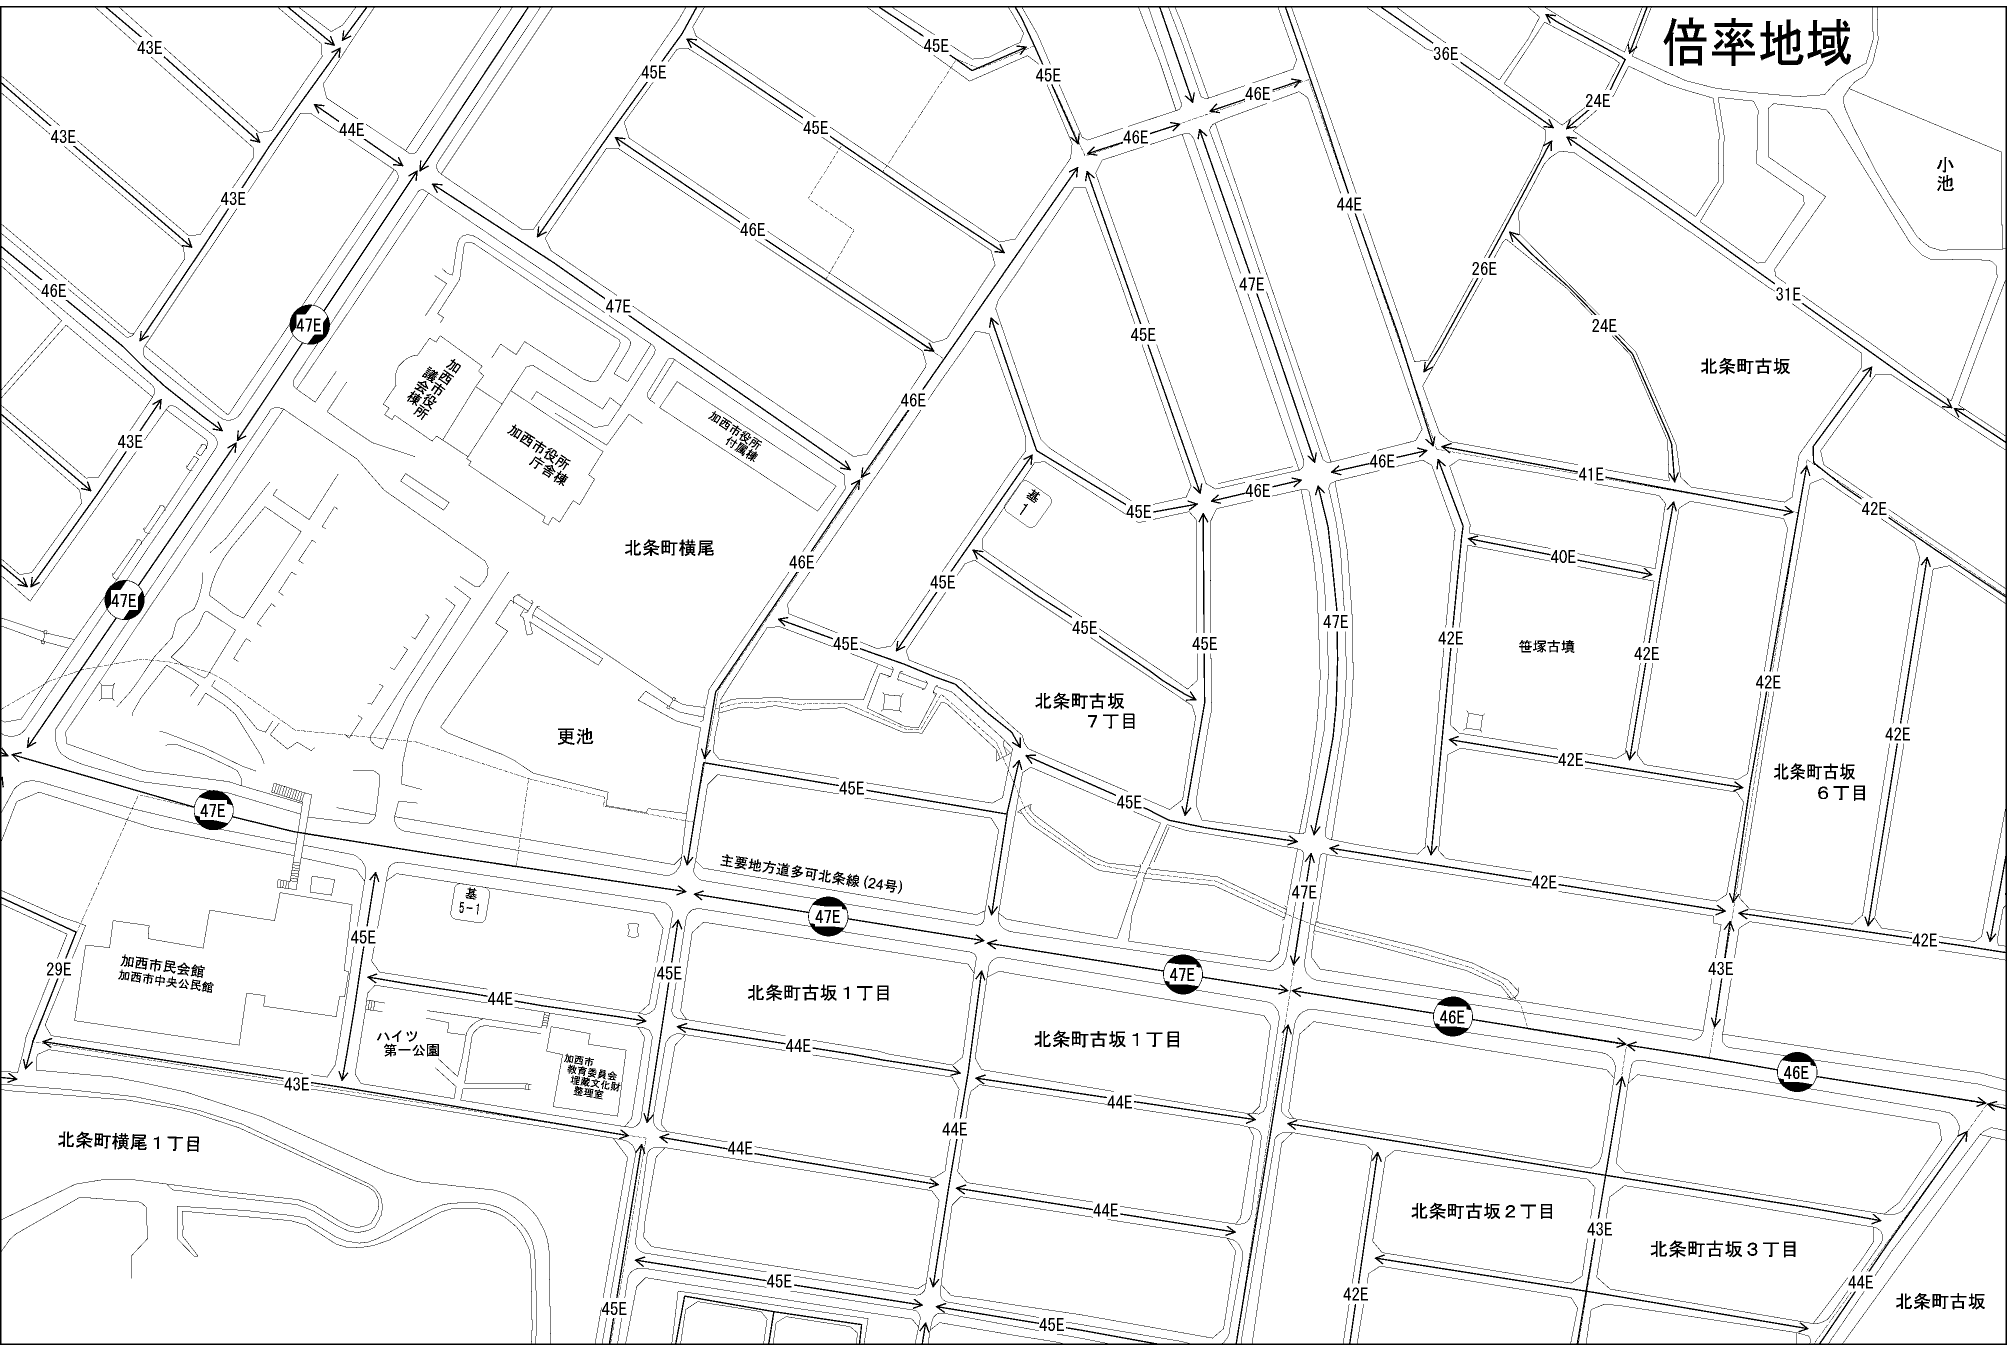 倍率地域
43E
45E
45E
36E
45E
45E
46E
24E
43E
44E
45E
46E
小池
43E
44E
46E
26E
46E
47E
47E
31E
47E
45E
24E
加西市役所
議会棟
北条町古坂
46E
加西市役所
付属棟
43E
加西市役所
庁舎棟
46E
41E
基
1
46E
45E
42E
北条町横尾
46E
40E
45E
47E
45E
47E
45E
45E
42E
笹塚古墳
42E
42E
北条町古坂
7丁目
更池
42E
42E
北条町古坂
6丁目
45E
45E
47E
主要地方道多可北条線(24号)
42E
47E
基
5-1
47E
45E
42E
加西市民会館
加西市中央公民館
29E
45E
47E
43E
44E
北条町古坂1丁目
46E
ハイツ
第一公園
44E
北条町古坂1丁目
加西市
教育委員会
埋蔵文化財
整理室
46E
43E
44E
北条町横尾1丁目
44E
44E
44E
北条町古坂2丁目
43E
北条町古坂3丁目
45E
44E
42E
45E
45E
北条町古坂